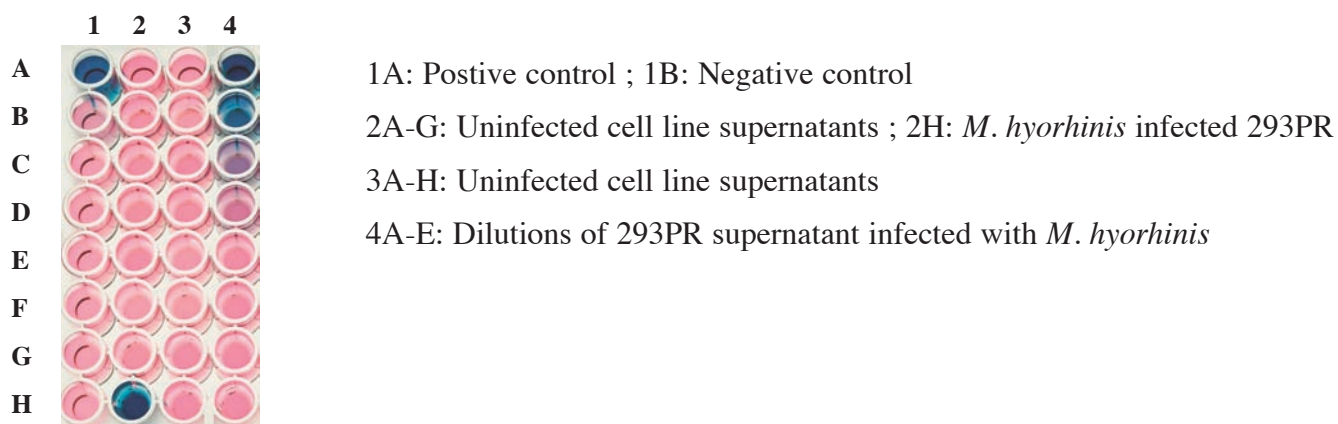 1 2 3 4
A
B
C
D
E
F
G
H
1A: Postive control ; 1B: Negative control
2A-G: Uninfected cell line supernatants ; 2H: M. hyorhinis infected 293PR
3A-H: Uninfected cell line supernatants
4A-E: Dilutions of 293PR supernatant infected with M. hyorhinis